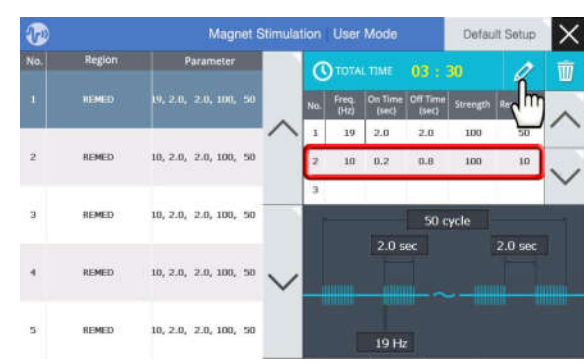 Magnet Stimulation User Mode Default Setup
No. Region Parameter
1 REMED 19, 2.0, 2.0, 100, 50
2 REMED 10, 2.0, 2.0, 100, 50
3 REMED 10, 2.0, 2.0, 100, 50
4 REMED 10, 2.0, 2.0, 100, 50
5 REMED 10, 2.0, 2.0, 100, 50
TOTAL TIME 03 : 30
No. Freq. (Hz) On Time (sec) Off Time (sec) Strength
1 19 2.0 2.0 100 50
2 10 0.2 0.8 100 10
3
50 cycle
2.0 sec 2.0 sec
19 Hz